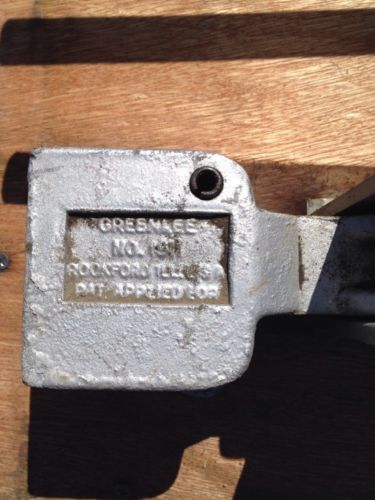 GREENLEE
NO.
ROCKFORD ILL.
PAT. APPLIED FOR